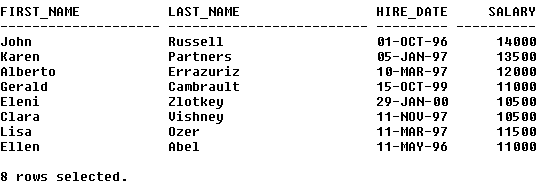 FIRST_NAME LAST_NAME HIRE_DATE SALARY
-------------------- ------------------------- --------- ----------
John Russell 01-OCT-96 14000
Karen Partners 05-JAN-97 13500
Alberto Errazuriz 10-MAR-97 12000
Gerald Cambrault 15-OCT-99 11000
Eleni Zlotkey 29-JAN-00 10500
Clara Vishney 11-NOV-97 10500
Lisa Ozer 11-MAR-97 11500
Ellen Abel 11-MAY-96 11000
8 rows selected.